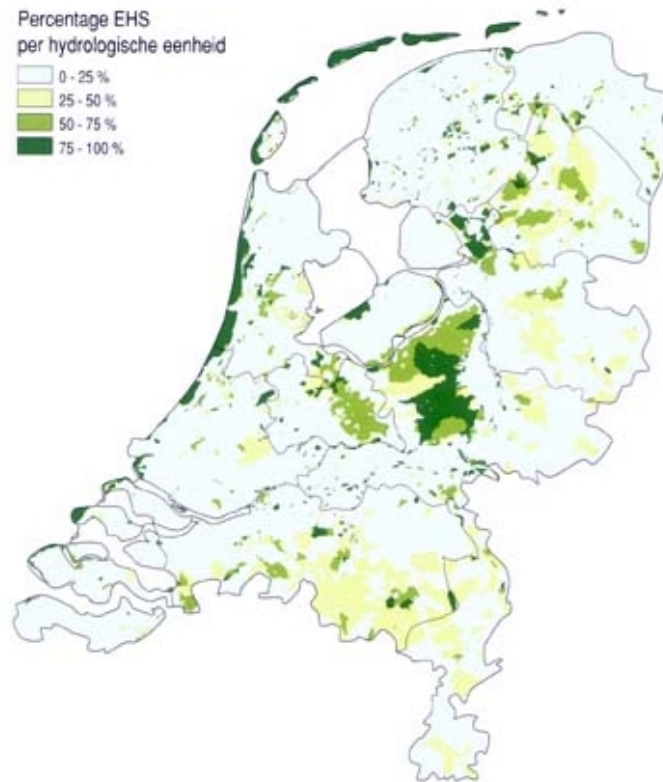 Percentage EHS
per hydrologische eenheid
0 - 25 %
25 - 50 %
50 - 75 %
75 - 100 %